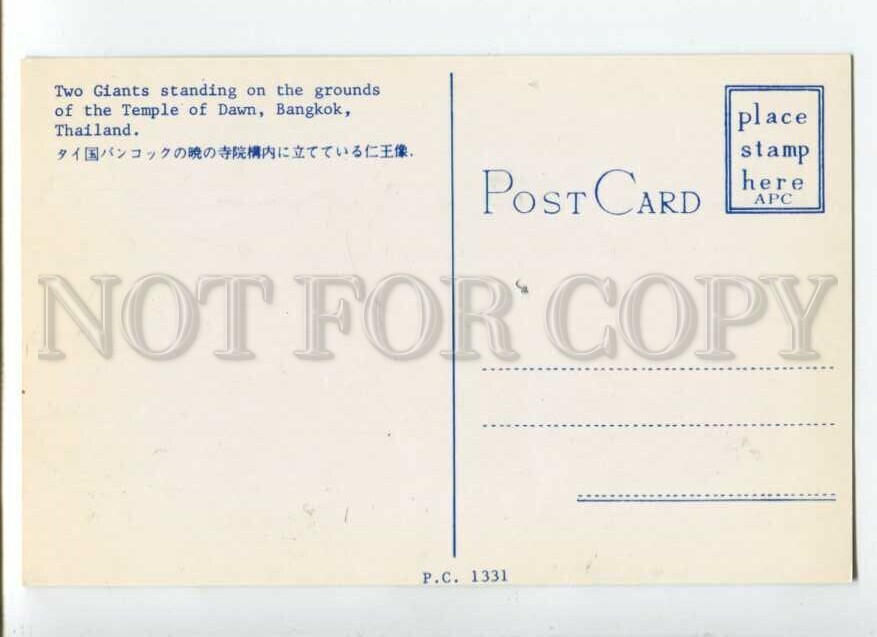 Two Giants standing on the grounds
of the Temple of Dawn, Bangkok,
Thailand.
タイ国バンコックの暁の寺院構内に立てている仁王像.
POST CARD
place
stamp
here
APC
NOT FOR COPY
P.C. 1331